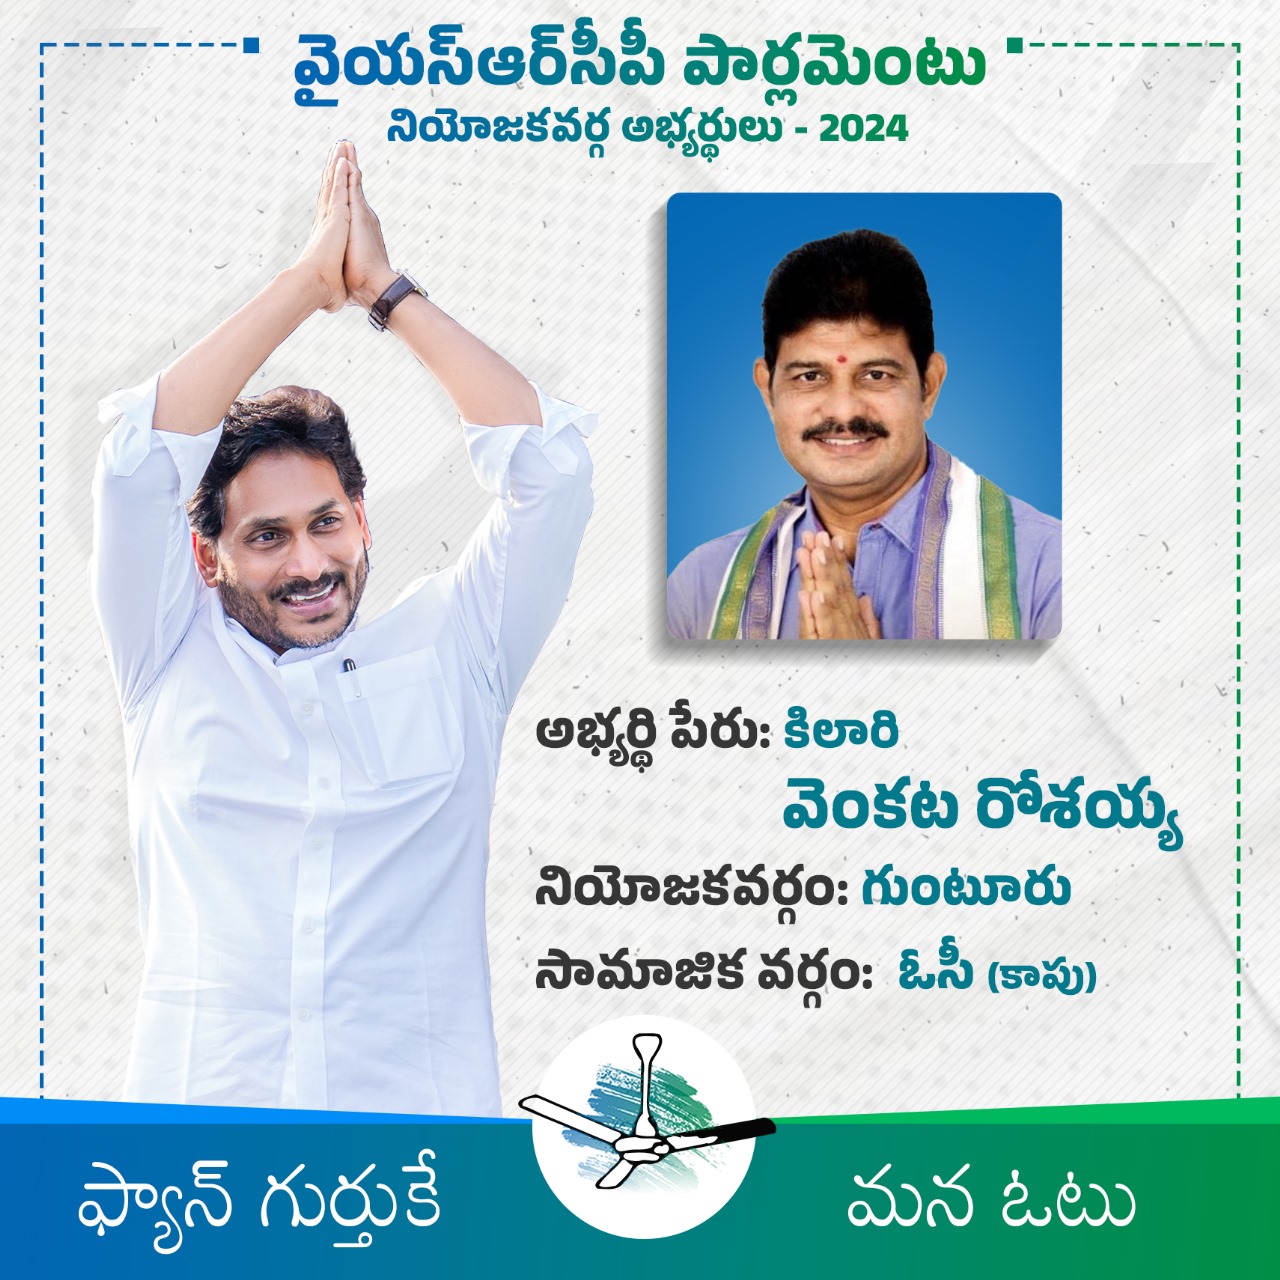 వైయస్ఆర్‌సీపీ పార్లమెంటు
నియోజకవర్గ అభ్యర్థులు - 2024
అభ్యర్థి పేరు: కిలారి
వెంకట రోశయ్య
నియోజకవర్గం: గుంటూరు
సామాజిక వర్గం: ఓసీ (కాపు)
ఫ్యాన్ గుర్తుకే
మన ఓటు